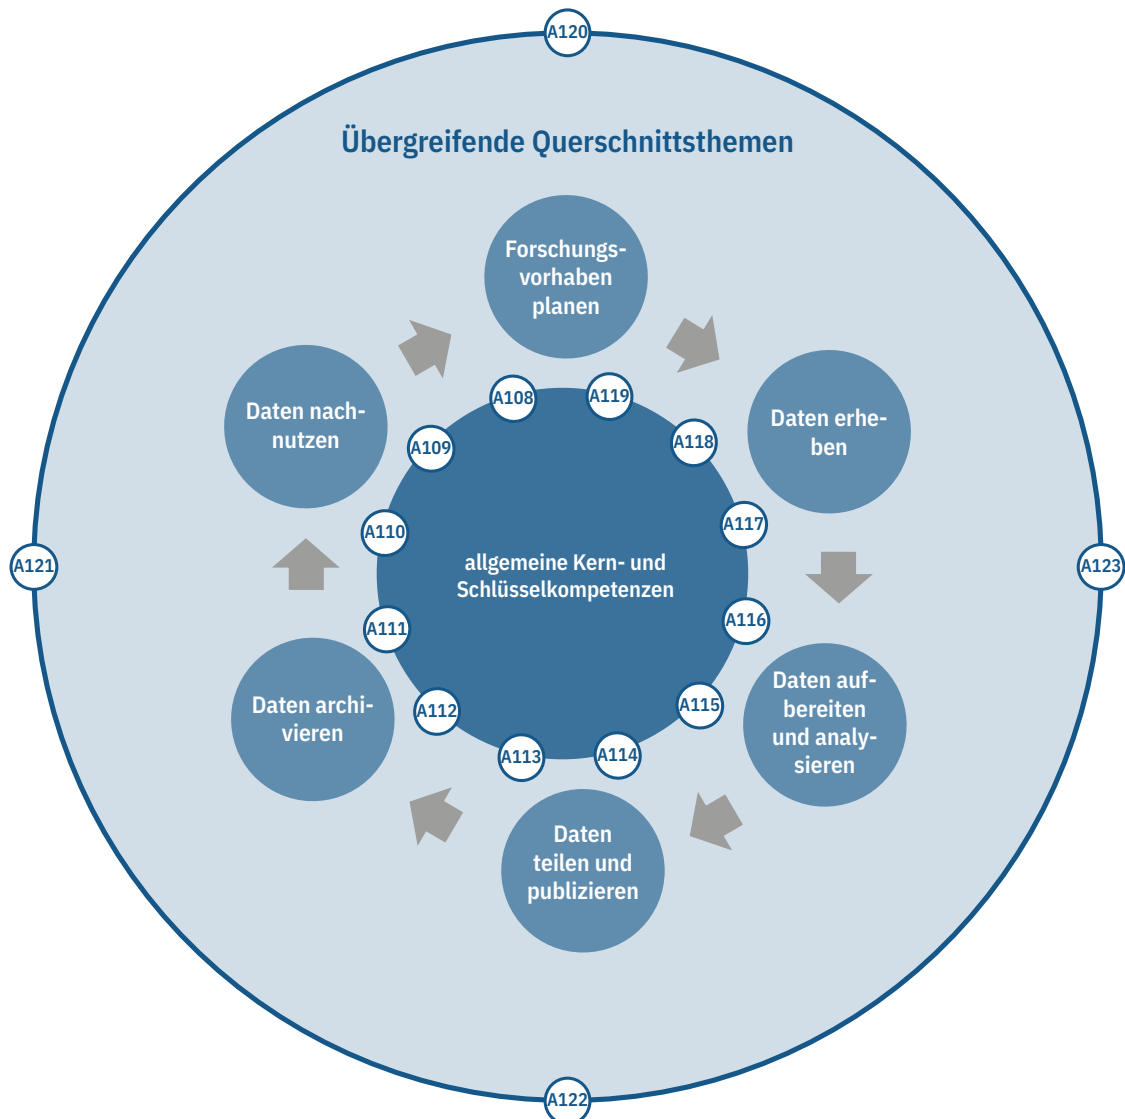 A120
Übergreifende Querschnittsthemen
Forschungs-
vorhaben
planen
Daten nach-
nutzen
Daten erhe-
ben
A108
A119
A109
A118
A110
A117
allgemeine Kern- und
Schlüsselkompetenzen
A121
A123
A111
A116
Daten archi-
vieren
Daten auf-
bereiten
und analy-
sieren
A112
A115
A113
A114
Daten
teilen und
publizieren
A122